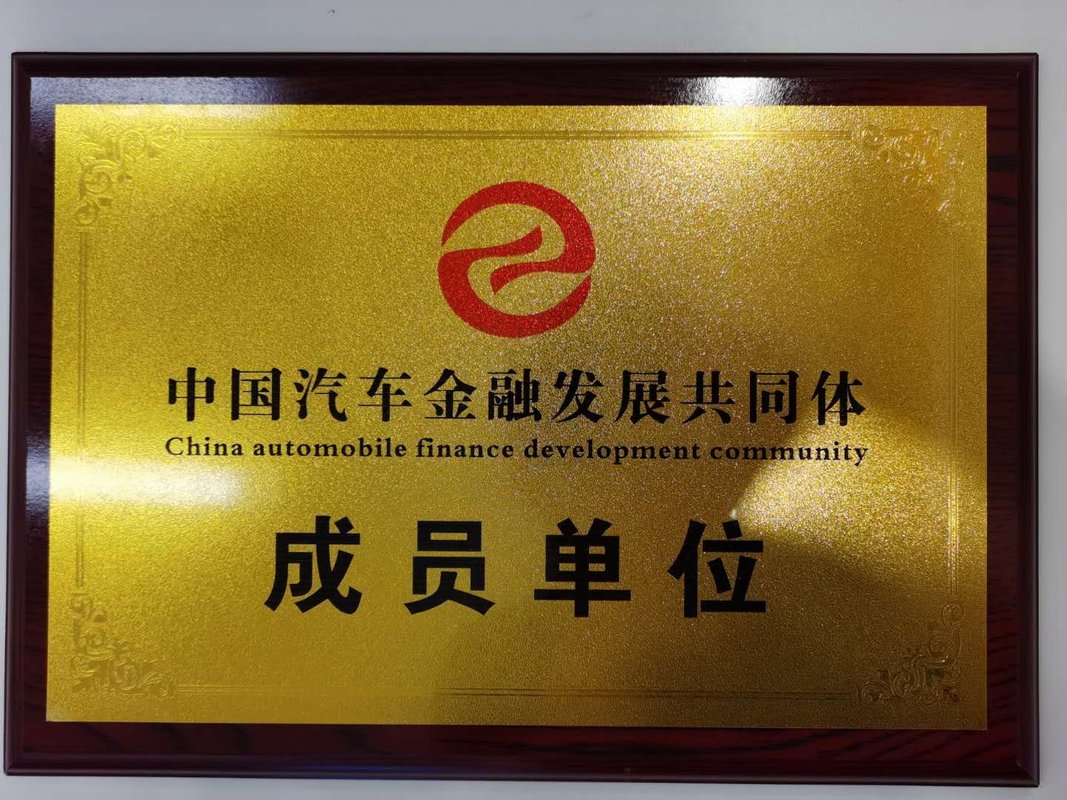 中国汽车金融发展共同体
China automobile finance development community
成员单位